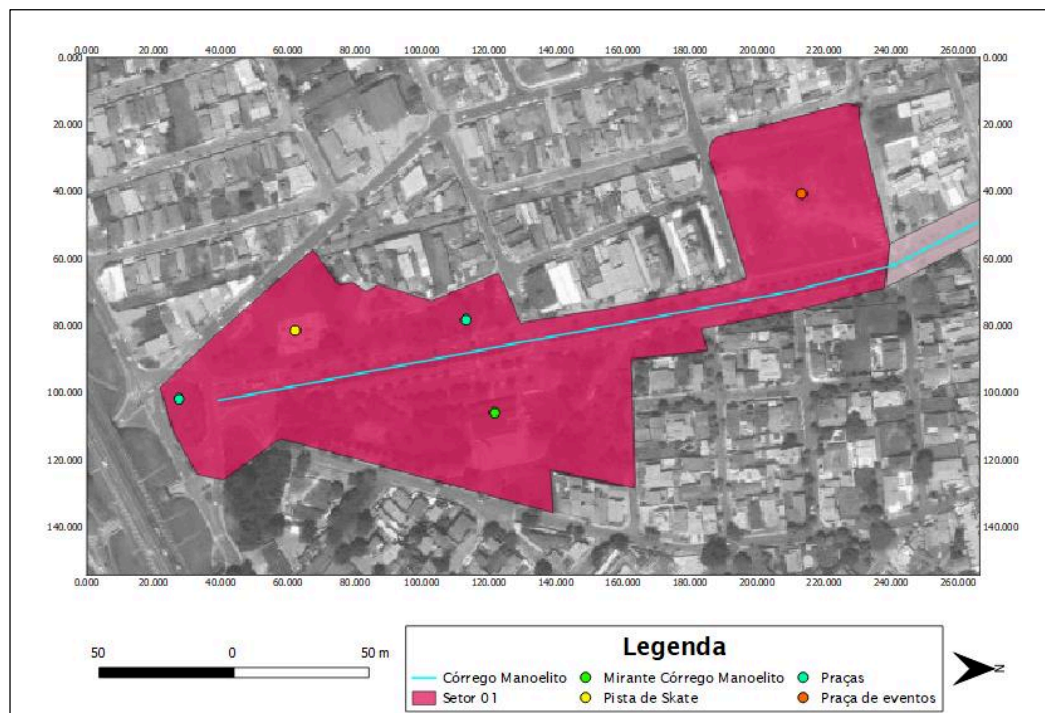 0.000 20.000 40.000 60.000 80.000 100.000 120.000 140.000 160.000 180.000 200.000 220.000 240.000 260.000
0.000 0.000
20.000 20.000
40.000 40.000
60.000 60.000
80.000 80.000
100.000 100.000
120.000 120.000
140.000 140.000
0.000 20.000 40.000 60.000 80.000 100.000 120.000 140.000 160.000 180.000 200.000 220.000 240.000 260.000
50 0 50 m
Legenda
Córrego Manoelito Mirante Córrego Manoelito Praças
Setor 01 Pista de Skate Praça de eventos
N